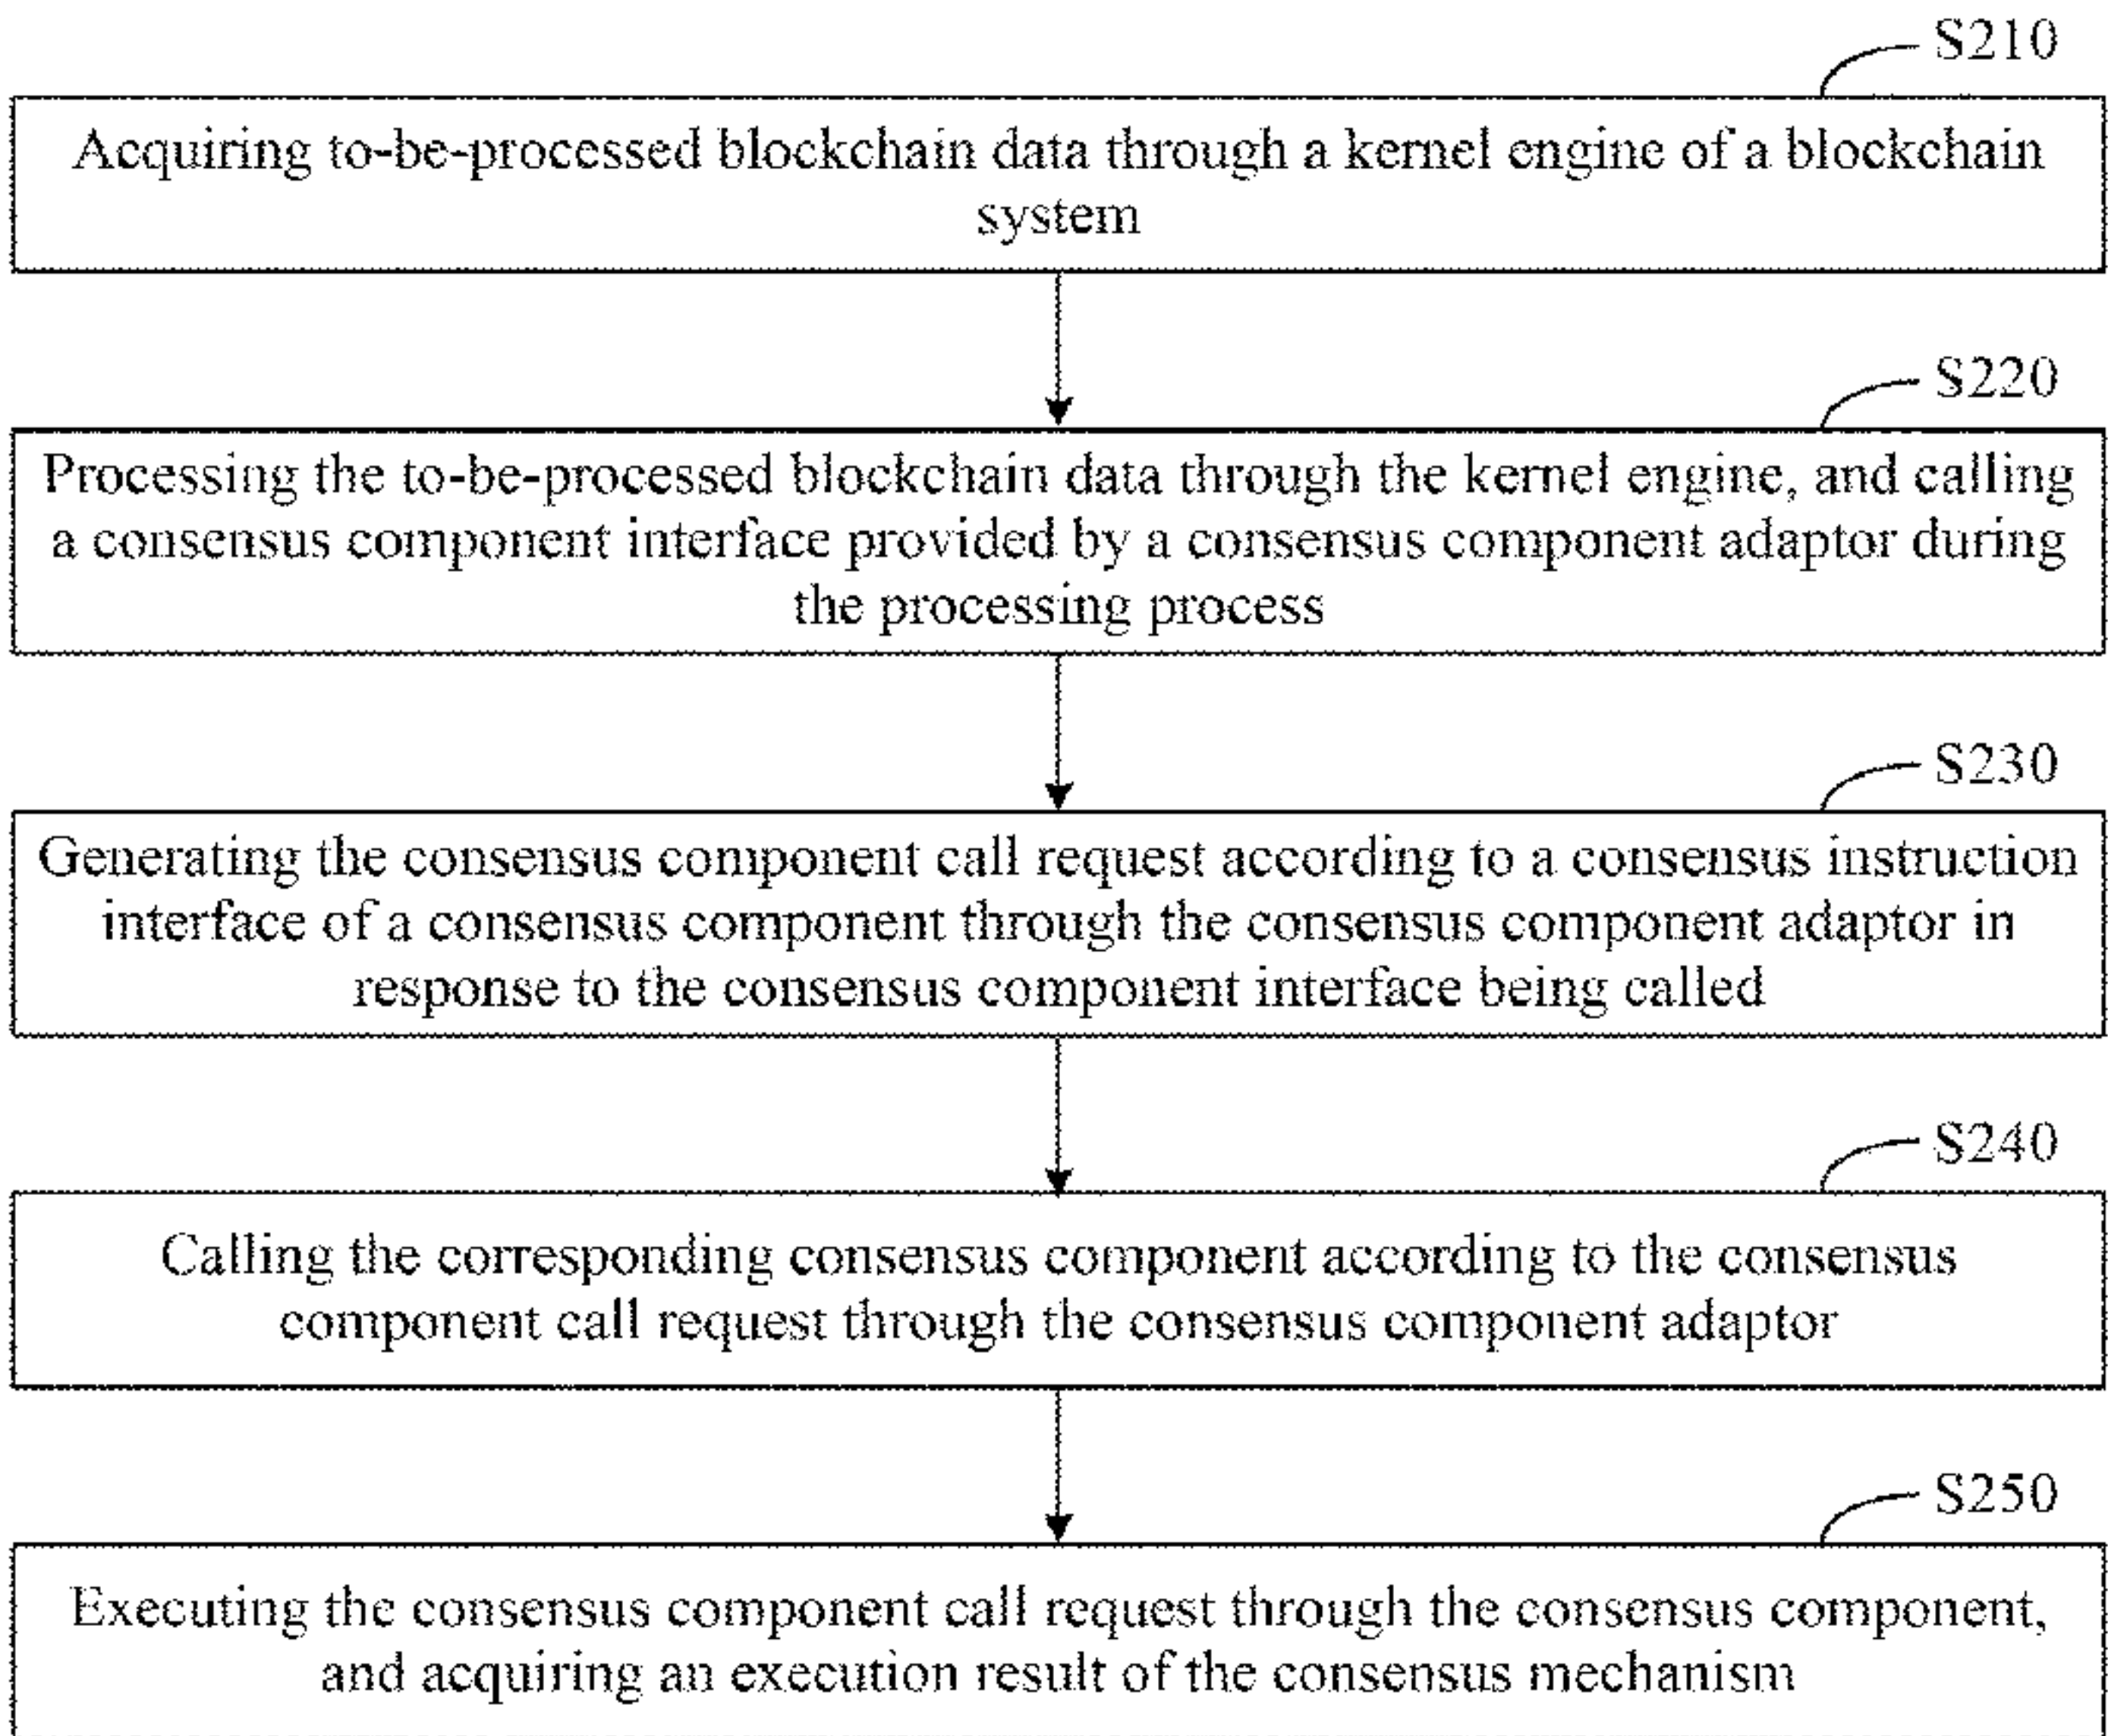 S210
Acquiring to-be-processed blockchain data through a kernel engine of a blockchain
system
S220
Processing the to-be-processed blockchain data through the kernel engine, and calling
a consensus component interface provided by a consensus component adaptor during
the processing process
S230
Generating the consensus component call request according to a consensus instruction
interface of a consensus component through the consensus component adaptor in
response to the consensus component interface being called
S240
Calling the corresponding consensus component according to the consensus
component call request through the consensus component adaptor
S250
Executing the consensus component call request through the consensus component,
and acquiring an execution result of the consensus mechanism